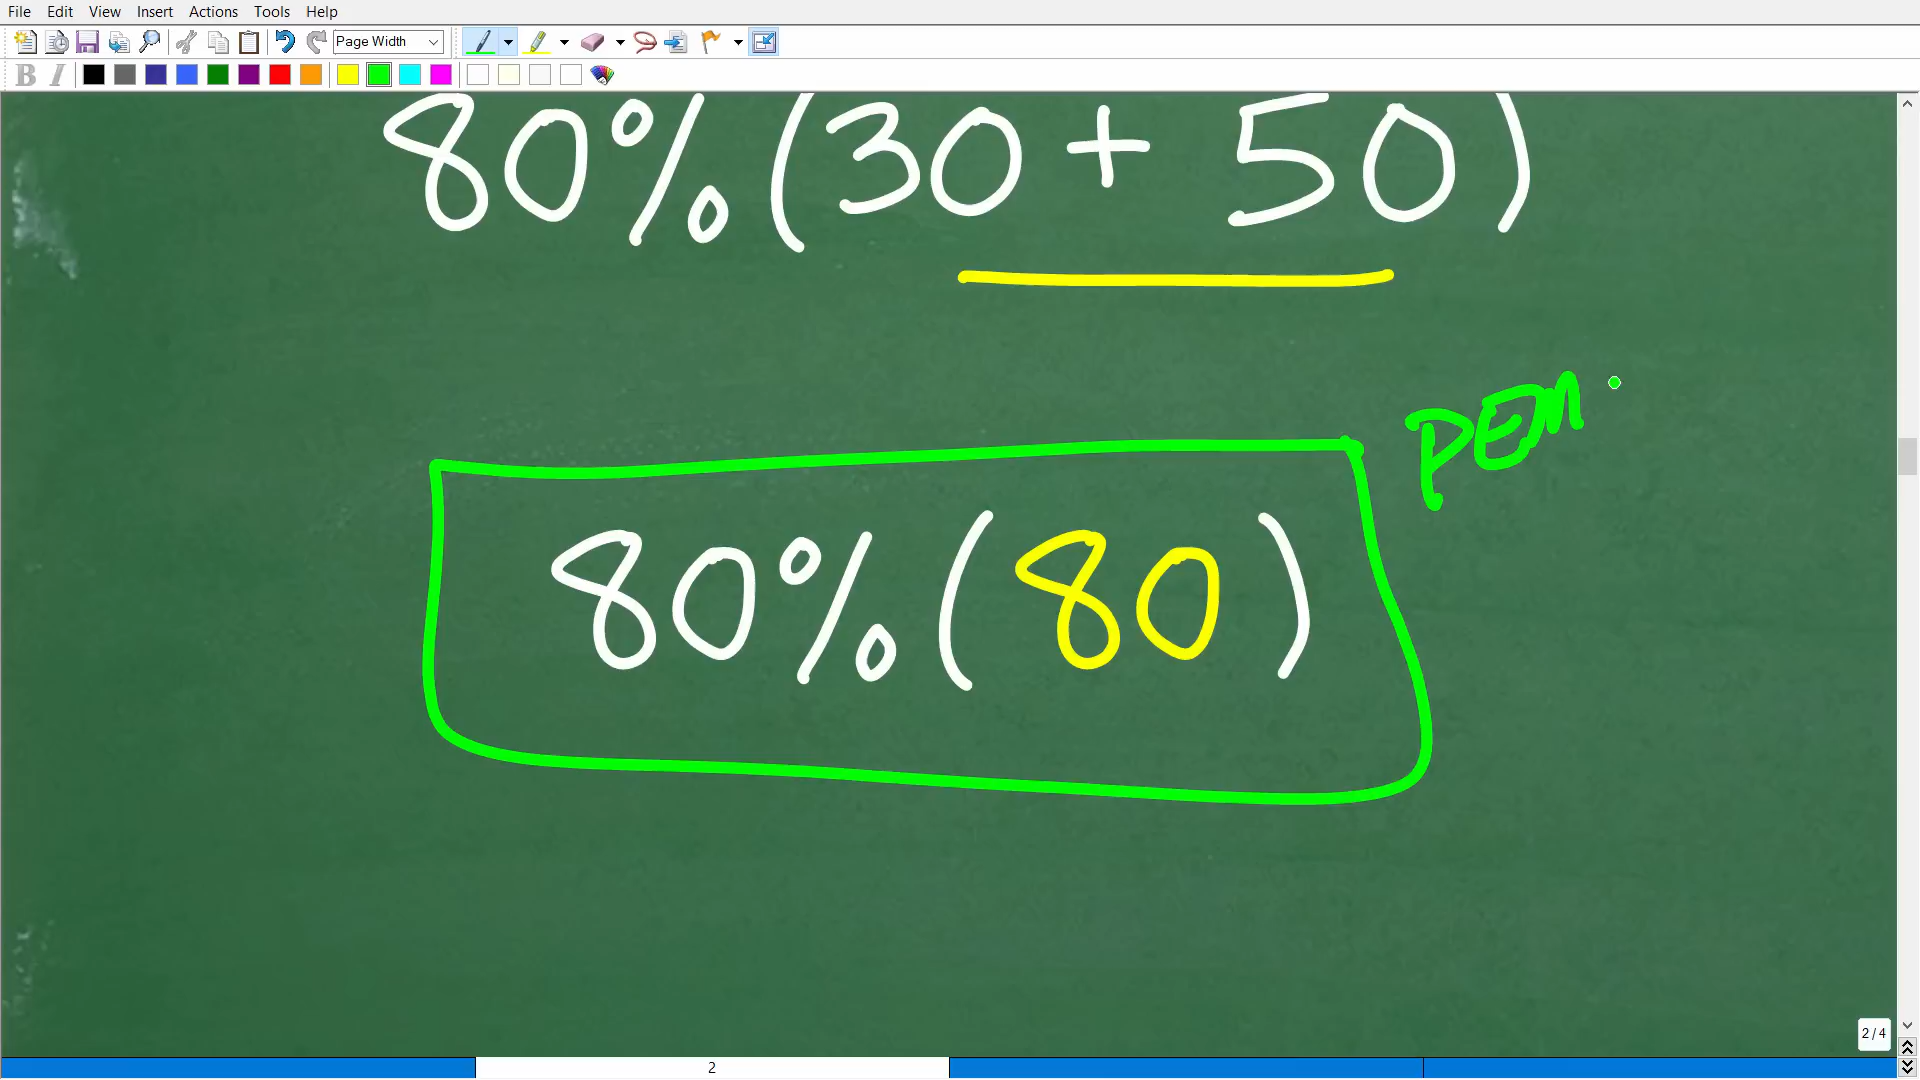 File Edit View Insert Actions Tools Help
Page Width
B I
80%(30 + 50)
PEM
80%(80)
2 / 4
2